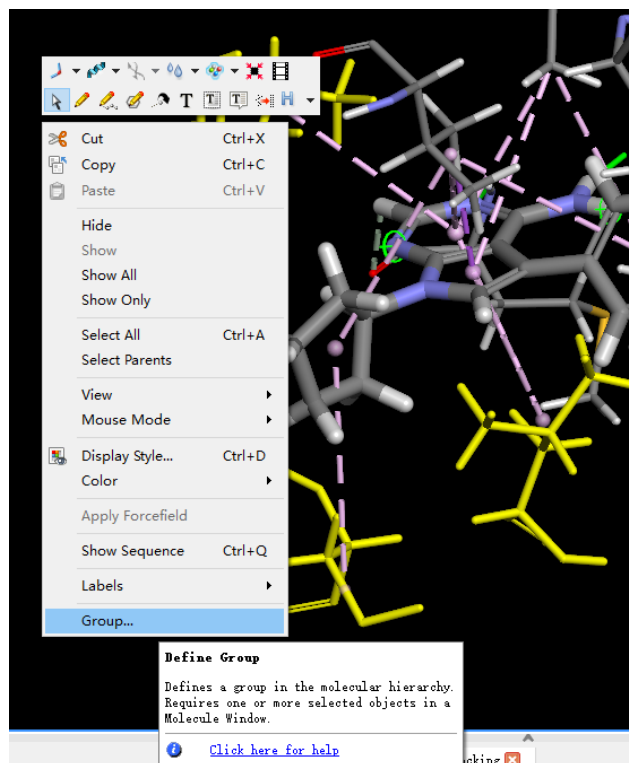 T T T H
Cut Ctrl+X
Copy Ctrl+C
Paste Ctrl+V
Hide
Show
Show All
Show Only
Select All Ctrl+A
Select Parents
View
Mouse Mode
Display Style... Ctrl+D
Color
Apply Forcefield
Show Sequence Ctrl+Q
Labels
Group...
Define Group
Defines a group in the molecular hierarchy.
Requires one or more selected objects in a
Molecule Window.
Click here for help
cking